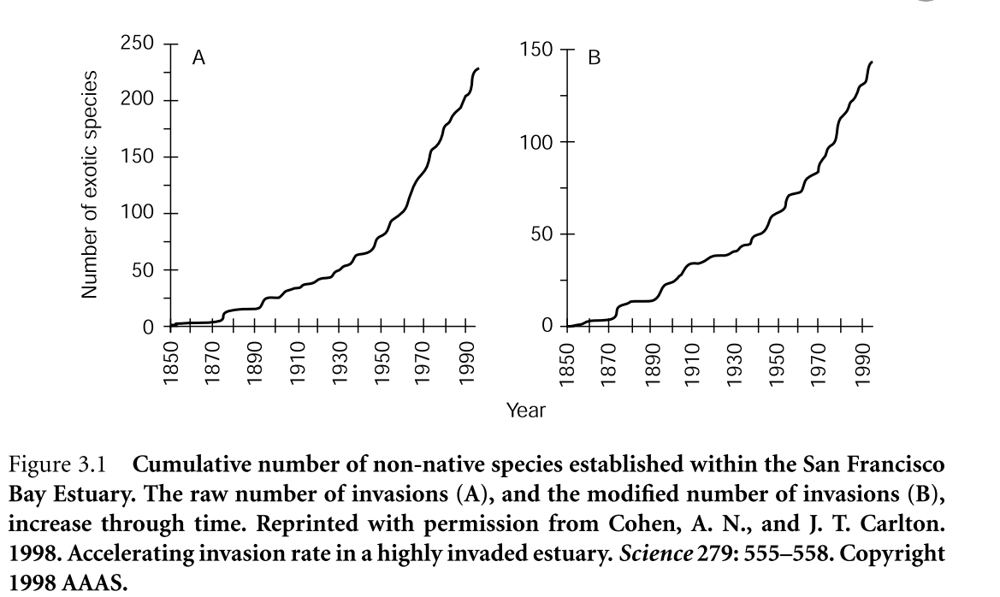 A
250
200
150
100
50
0
Number of exotic species
1850
1870
1890
1910
1930
1950
1970
1990
B
150
100
50
0
1850
1870
1890
1910
1930
1950
1970
1990
Year
Figure 3.1 Cumulative number of non-native species established within the San Francisco
Bay Estuary. The raw number of invasions (A), and the modified number of invasions (B),
increase through time. Reprinted with permission from Cohen, A. N., and J. T. Carlton.
1998. Accelerating invasion rate in a highly invaded estuary. Science 279: 555–558. Copyright
1998 AAAS.